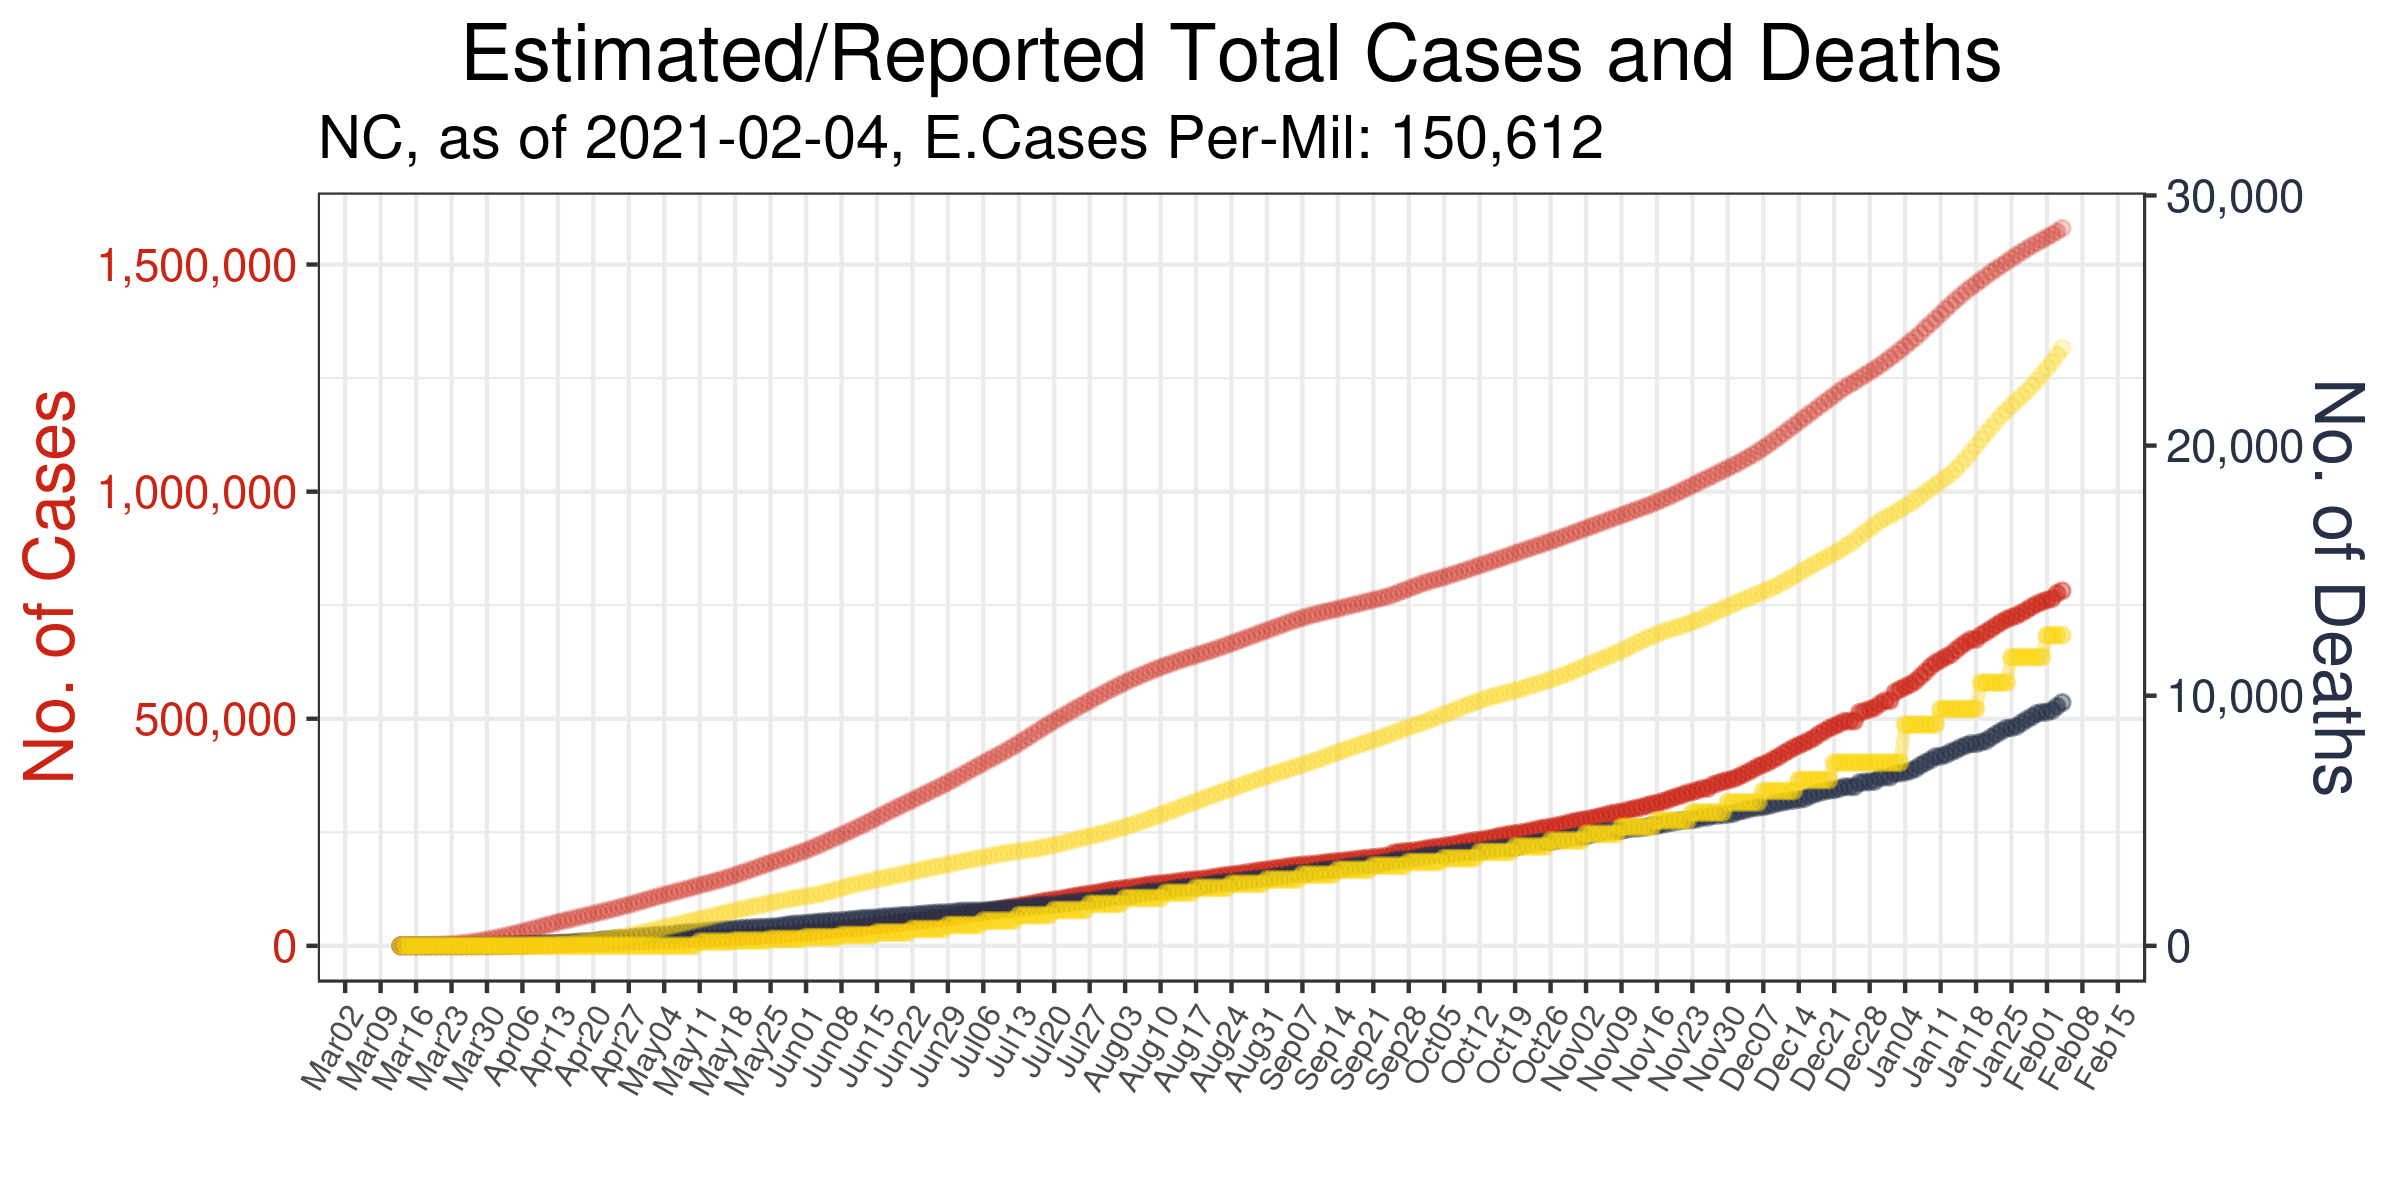 Estimated/Reported Total Cases and Deaths
NC, as of 2021-02-04, E.Cases Per-Mil: 150,612
No. of Cases
1,500,000
1,000,000
500,000
0
30,000
20,000
10,000
0
No. of Deaths
Mar02
Mar09
Mar16
Mar23
Mar30
Apr06
Apr13
Apr20
Apr27
May04
May11
May18
May25
Jun01
Jun08
Jun15
Jun22
Jun29
Jul06
Jul13
Jul20
Jul27
Aug03
Aug10
Aug17
Aug24
Aug31
Sep07
Sep14
Sep21
Sep28
Oct05
Oct12
Oct19
Oct26
Nov02
Nov09
Nov16
Nov23
Nov30
Dec07
Dec14
Dec21
Dec28
Jan04
Jan11
Jan18
Jan25
Feb01
Feb08
Feb15